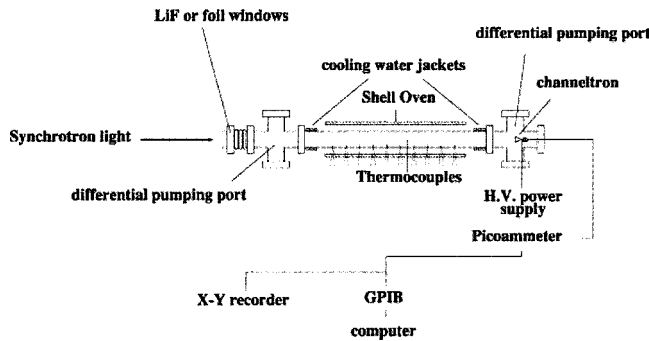 LiF or foil windows
differential pumping port
cooling water jackets
channeltron
Shell Oven
Synchrotron light
Thermocouples
differential pumping port
H.V. power
supply
Picoammeter
X-Y recorder
GPIB
computer